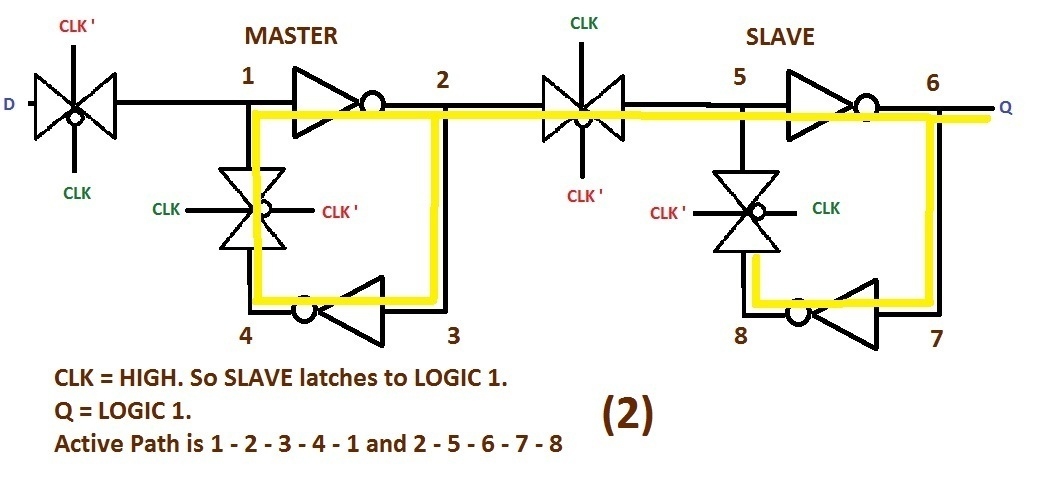 CLK '
CLK
MASTER
SLAVE
1
2
5
6
D
Q
CLK
CLK '
CLK
CLK '
CLK '
CLK
4
3
8
7
CLK = HIGH. So SLAVE latches to LOGIC 1.
Q = LOGIC 1.
(2)
Active Path is 1 - 2 - 3 - 4 - 1 and 2 - 5 - 6 - 7 - 8